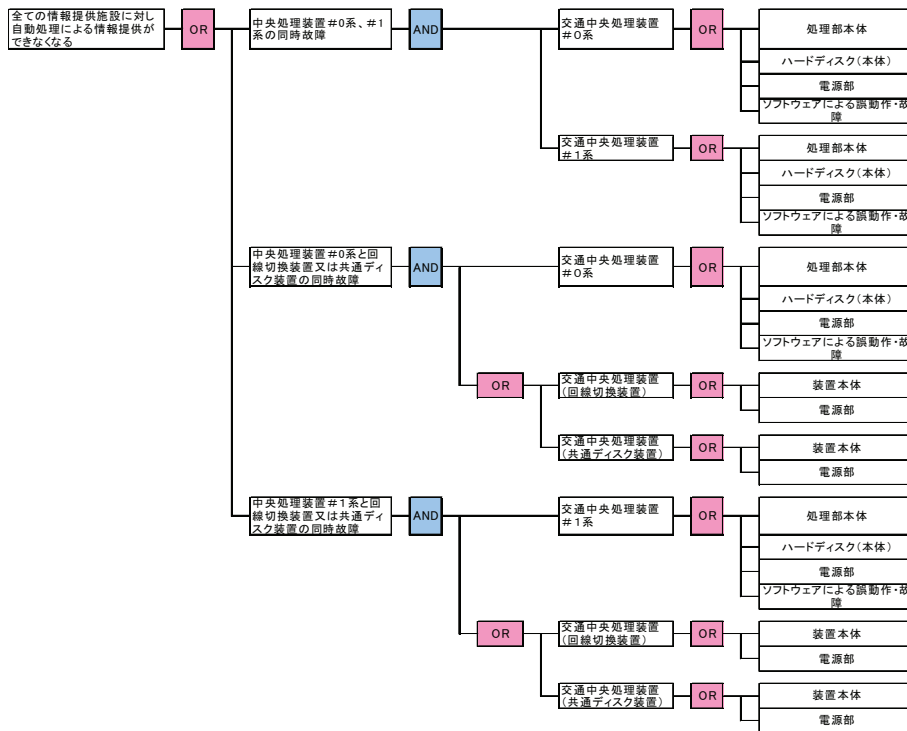 全ての情報提供施設に対し
自動処理による情報提供が
できなくなる
OR
中央処理装置#0系、#1
系の同時故障
AND
交通中央処理装置
#0系
OR
処理部本体
ハードディスク(本体)
電源部
ソフトウェアによる誤動作・故
障
交通中央処理装置
#1系
OR
処理部本体
ハードディスク(本体)
電源部
ソフトウェアによる誤動作・故
障
中央処理装置#0系と回
線切換装置又は共通ディ
スク装置の同時故障
AND
交通中央処理装置
#0系
OR
処理部本体
ハードディスク(本体)
電源部
ソフトウェアによる誤動作・故
障
OR
交通中央処理装置
(回線切換装置)
OR
装置本体
電源部
交通中央処理装置
(共通ディスク装置)
OR
装置本体
電源部
中央処理装置#1系と回
線切換装置又は共通ディ
スク装置の同時故障
AND
交通中央処理装置
#1系
OR
処理部本体
ハードディスク(本体)
電源部
ソフトウェアによる誤動作・故
障
OR
交通中央処理装置
(回線切換装置)
OR
装置本体
電源部
交通中央処理装置
(共通ディスク装置)
OR
装置本体
電源部